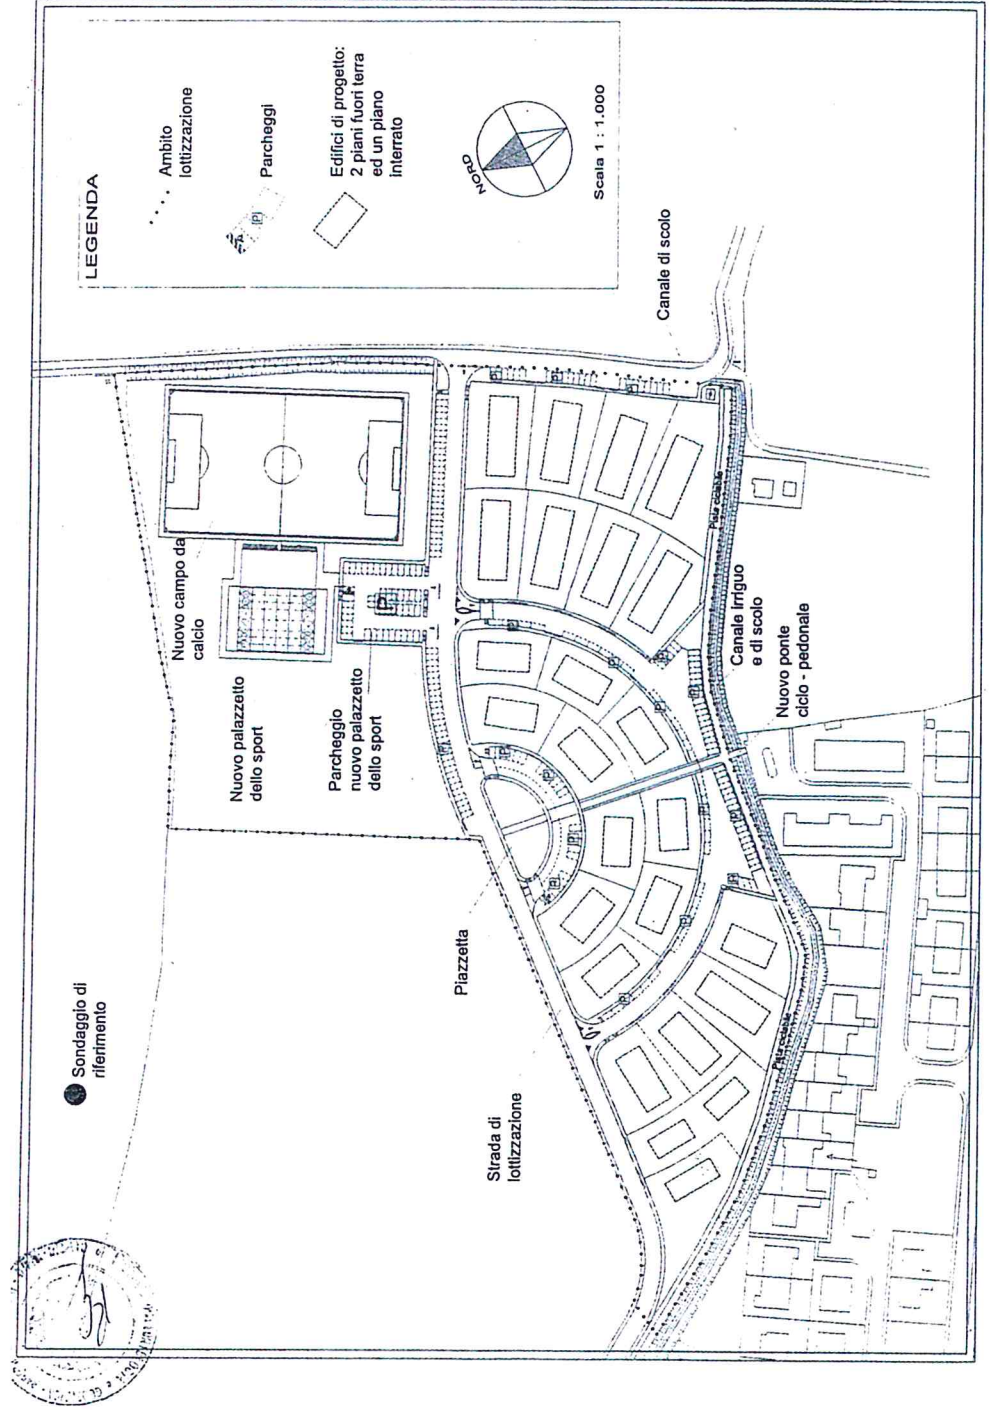 LEGENDA
Ambito
lottizzazione
Parcheggi
P
Edifici di progetto:
2 piani fuori terra
ed un piano
interrato
NORD
Scala 1 : 1.000
Sondaggio di
riferimento
Nuovo campo da
calcio
Nuovo palazzetto
dello sport
Parcheggio
nuovo palazzetto
dello sport
P
Piazzetta
Strada di
lottizzazione
Canale di scolo
Canale irriguo
e di scolo
Nuovo ponte
ciclo - pedonale
Pista ciclabile
Pista ciclabile